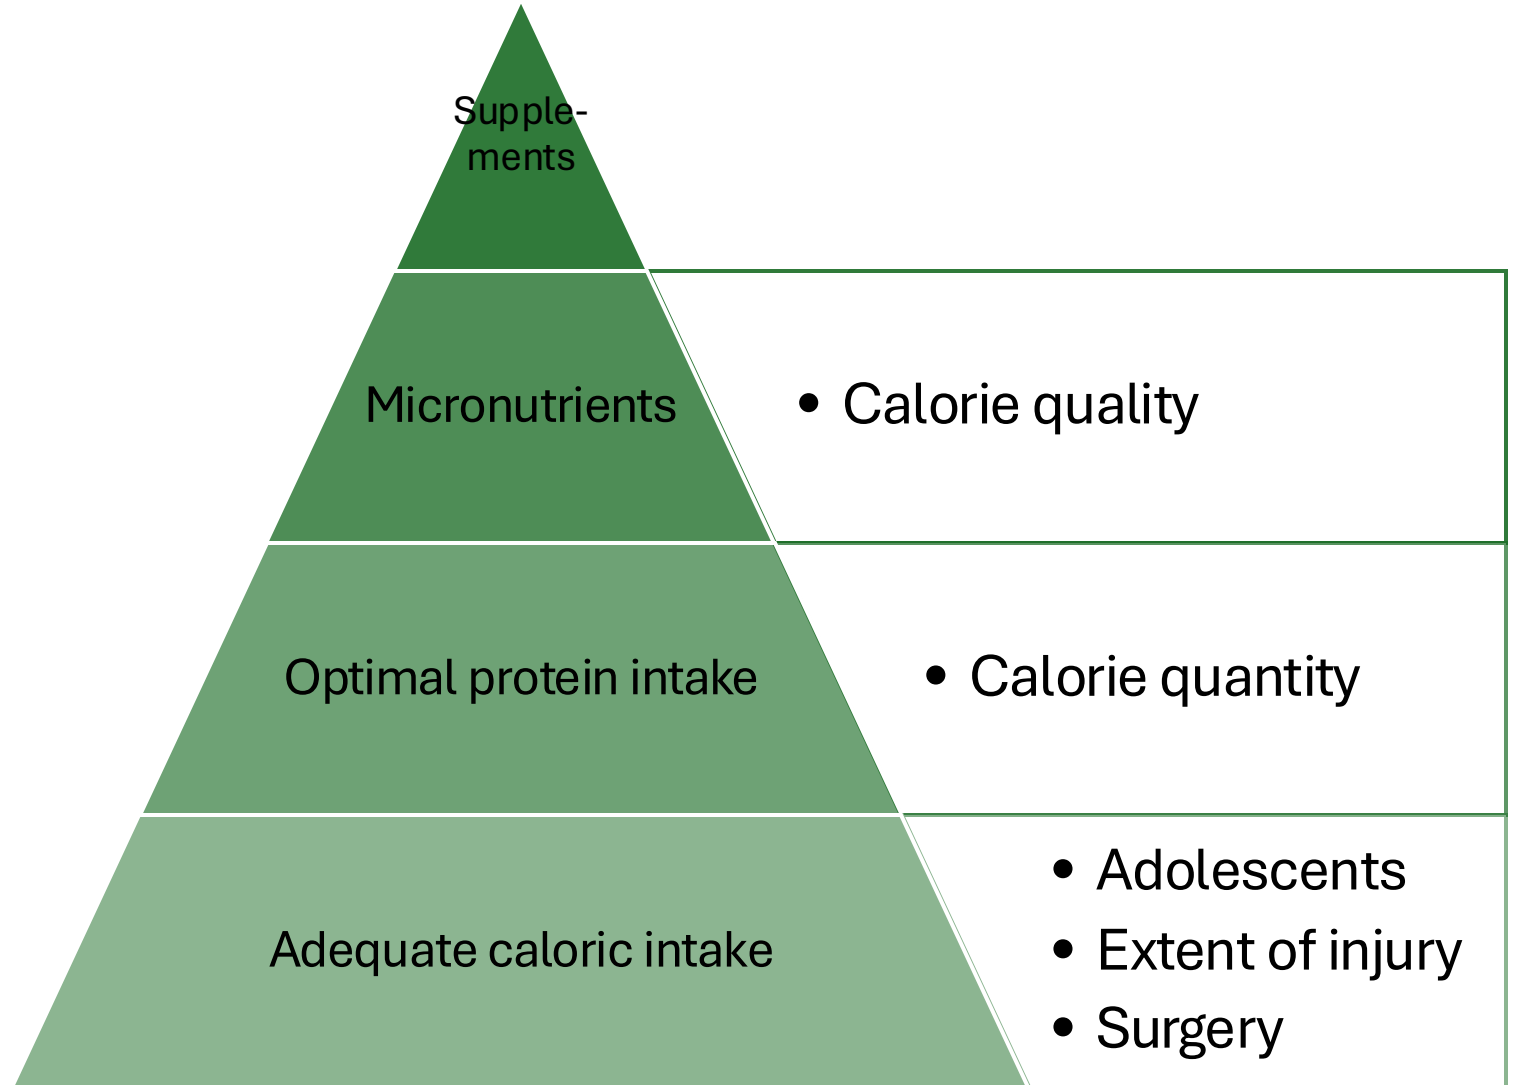 Supple-
ments
Micronutrients
• Calorie quality
Optimal protein intake
• Calorie quantity
Adequate caloric intake
• Adolescents
• Extent of injury
• Surgery